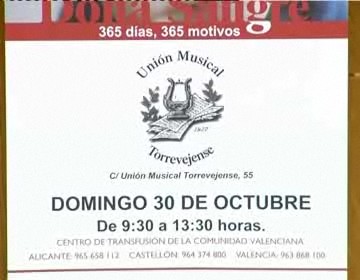 Dona Sangre
365 días, 365 motivos
Unión Musical
1927
Torrevejense
C/ Unión Musical Torrevejense, 55
DOMINGO 30 DE OCTUBRE
De 9:30 a 13:30 horas.
CENTRO DE TRANSFUSIÓN DE LA COMUNIDAD VALENCIANA
ALICANTE: 965 658 112 CASTELLÓN: 964 374 800 VALENCIA: 963 868 100